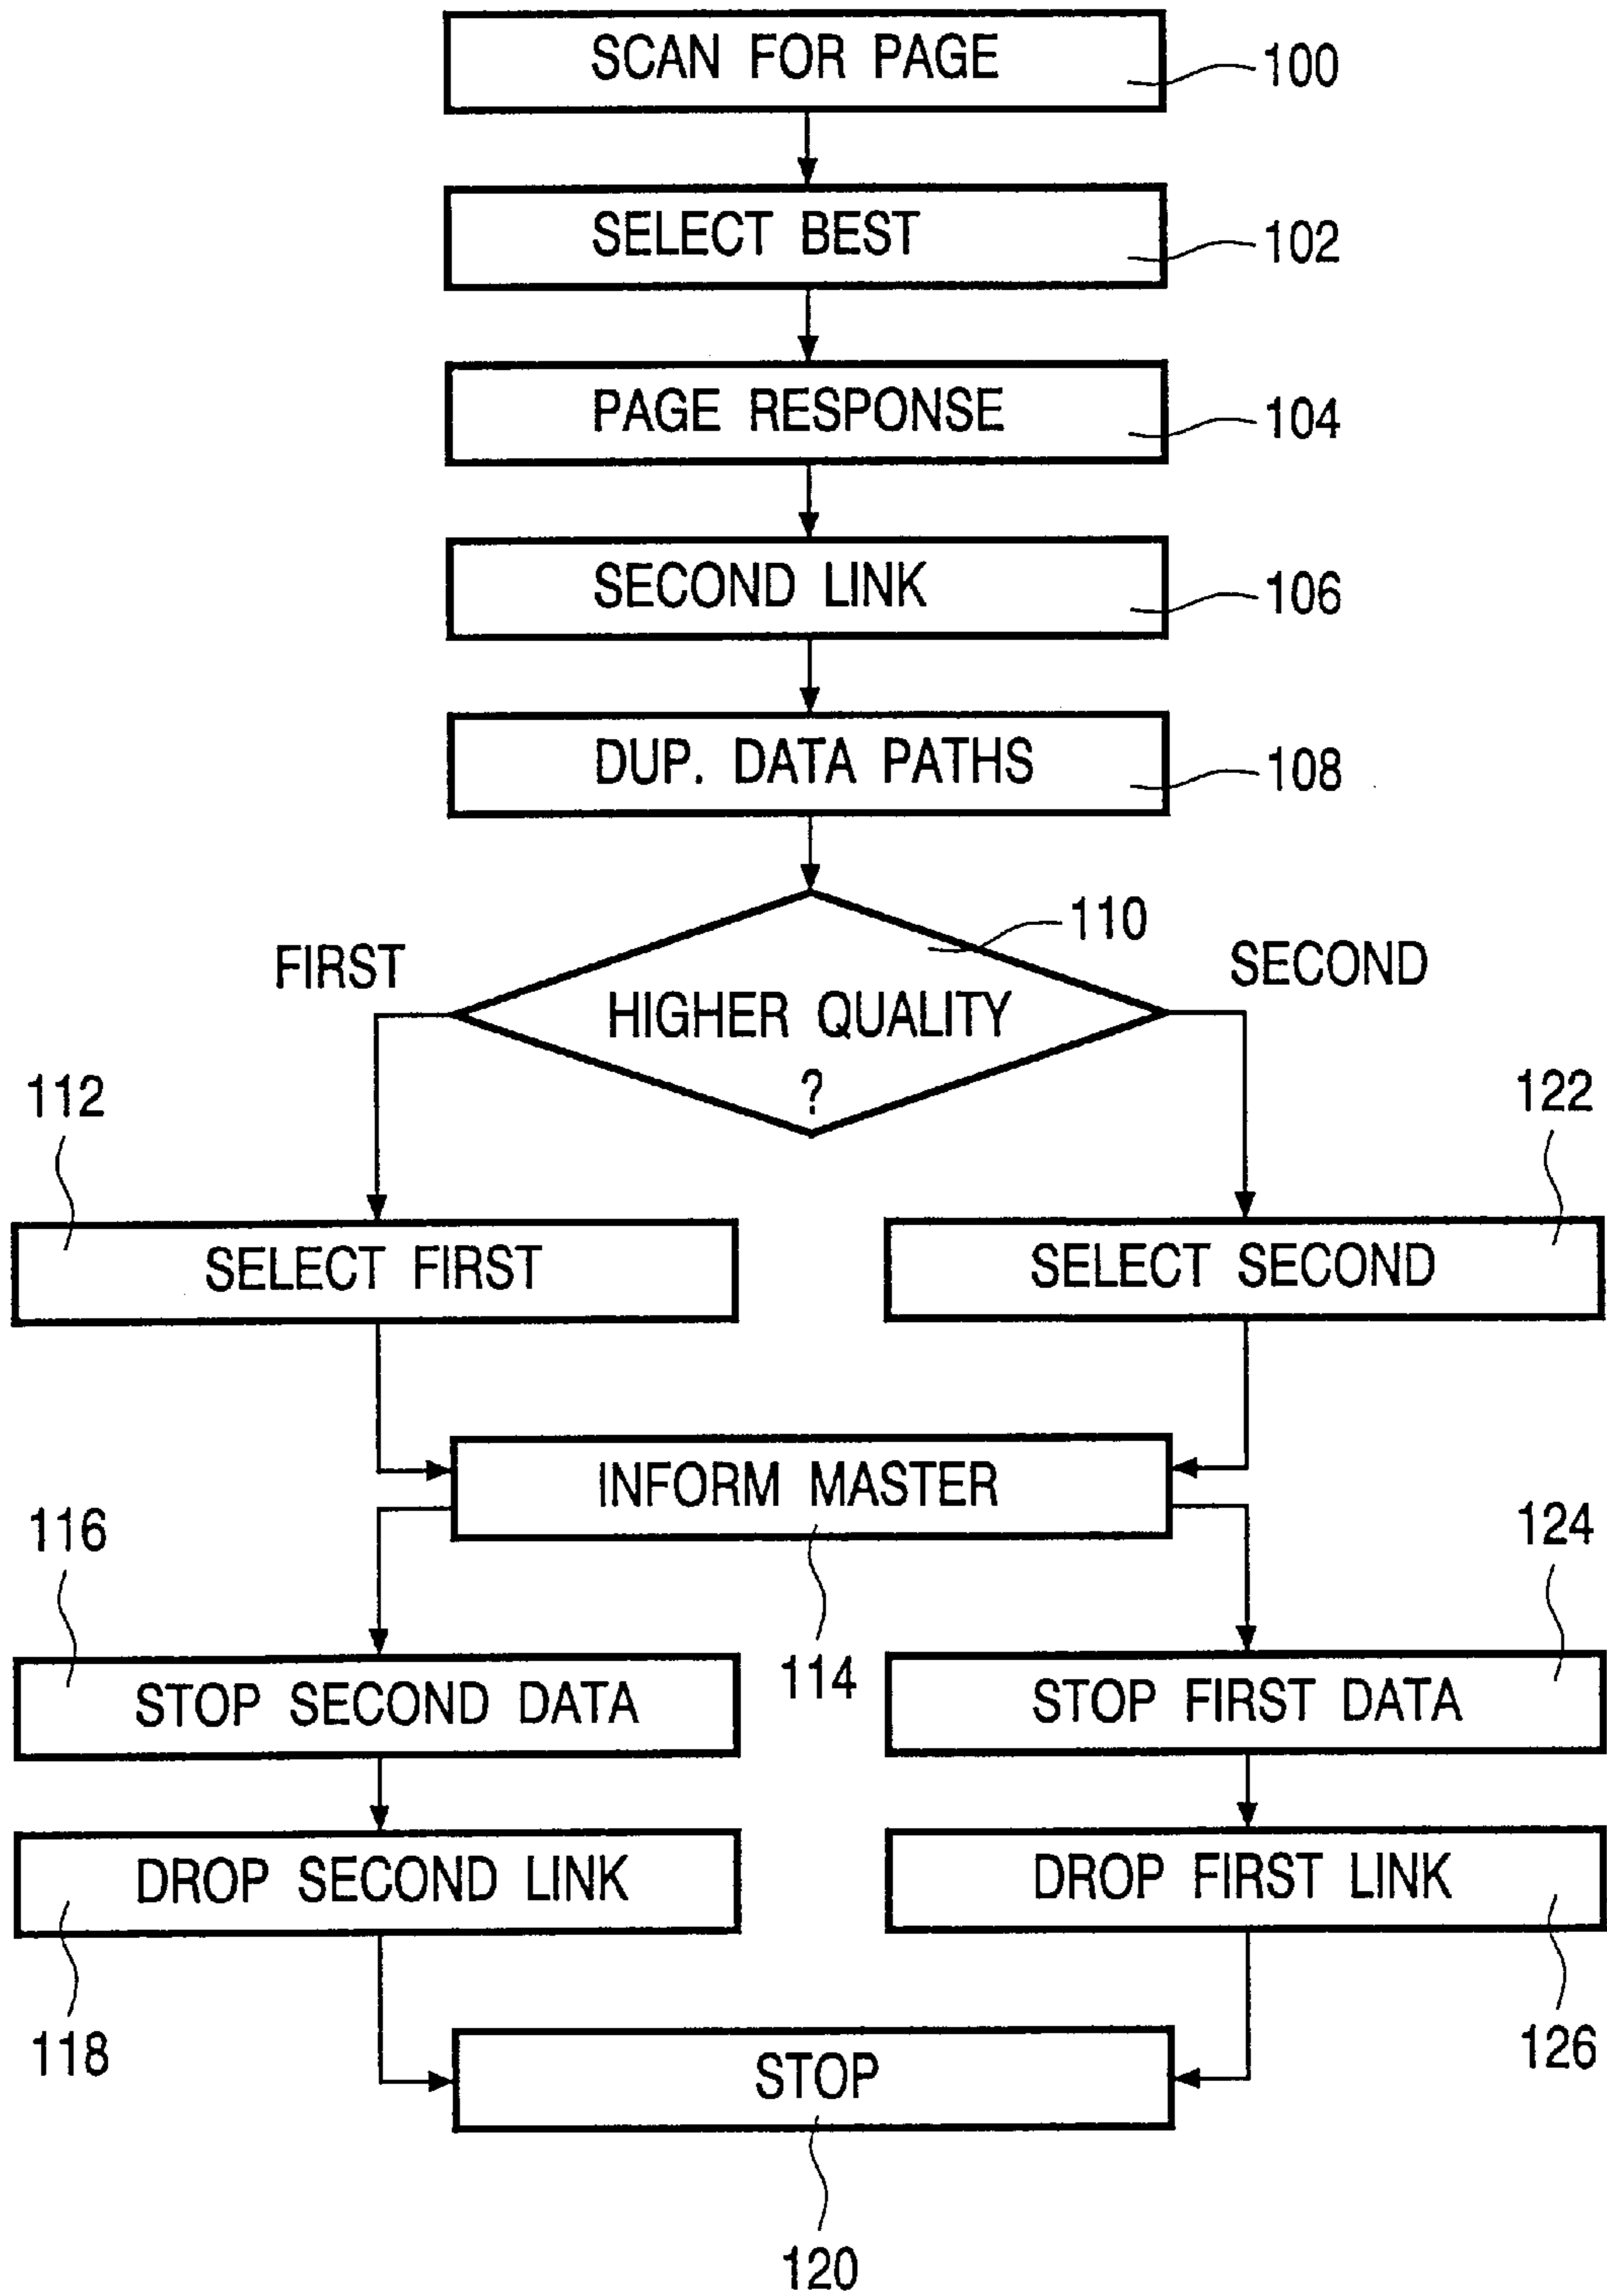 SCAN FOR PAGE
100
SELECT BEST
102
PAGE RESPONSE
104
SECOND LINK
106
DUP. DATA PATHS
108
110
FIRST
SECOND
HIGHER QUALITY
?
112
122
SELECT FIRST
SELECT SECOND
INFORM MASTER
116
124
114
STOP SECOND DATA
STOP FIRST DATA
DROP SECOND LINK
DROP FIRST LINK
118
126
STOP
120